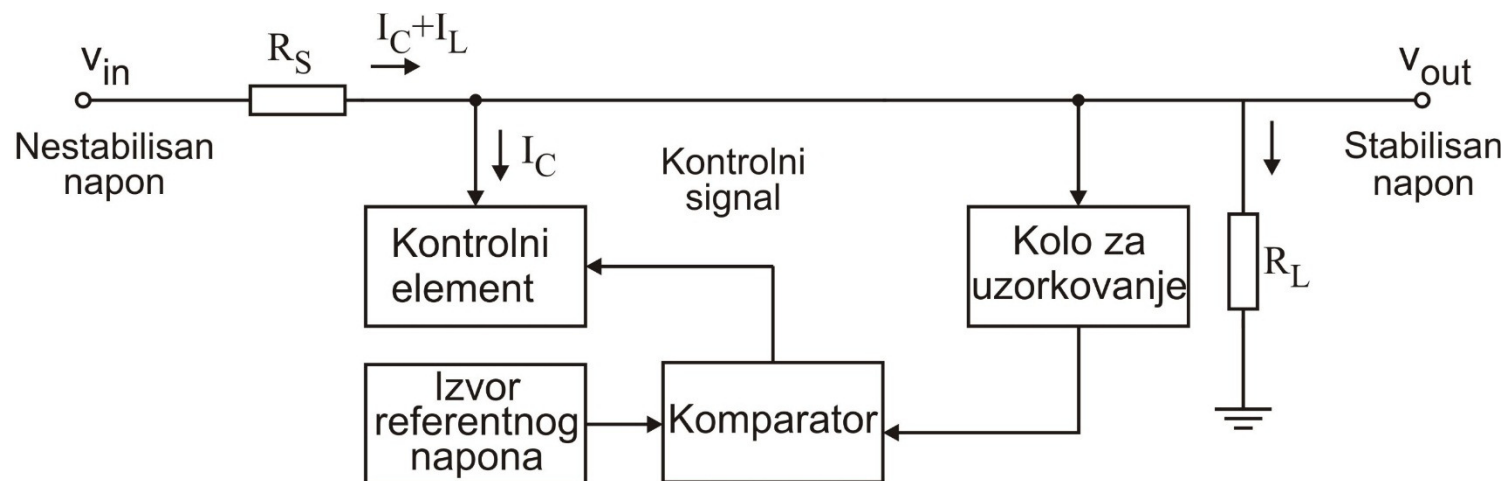 v_in
Nestabilisan
napon
R_S
I_C+I_L
I_C
Kontrolni
signal
Kontrolni
element
Izvor
referentnog
napona
Komparator
Kolo za
uzorkovanje
R_L
v_out
Stabilisan
napon